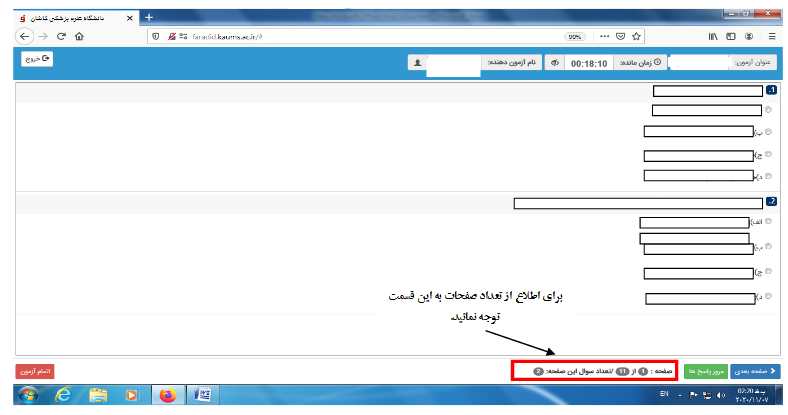 دانشگاه علوم پزشکی کاشان
faradid.kaums.ac.ir/#
90%
خروج
عنوان آزمون:
زمان مانده:
00:18:10
نام آزمون دهنده:
1.
ب)
ج)
د)
2.
الف)
ب)
ج)
د)
برای اطلاع از تعداد صفحات به این قسمت
توجه نمائید.
صفحه بعدی
مرور پاسخ ها
صفحه : 1 از 11 /تعداد سوال این صفحه: 2
اتمام آزمون
EN
02:20 ب.ظ
۲۰۲۰/۱۱/۰۷